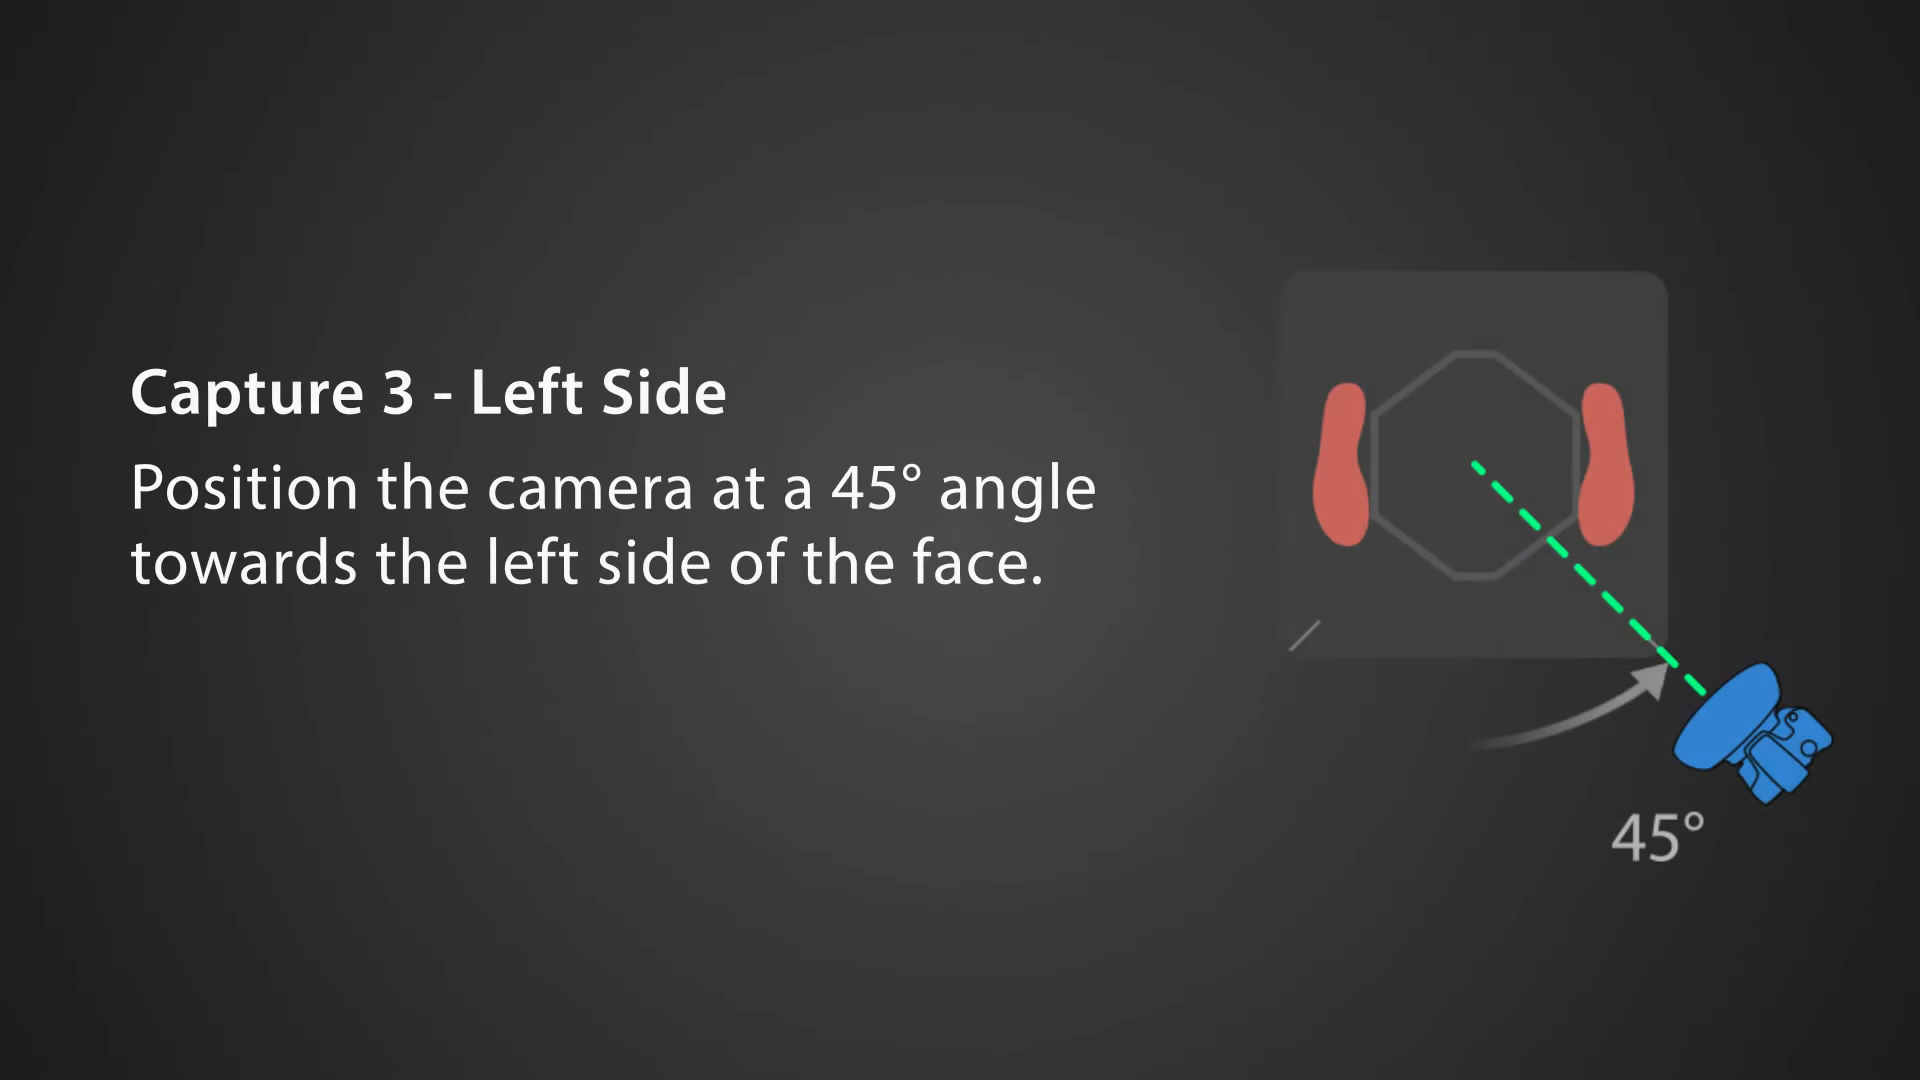 Capture 3 - Left Side
Position the camera at a 45° angle
towards the left side of the face.
45°